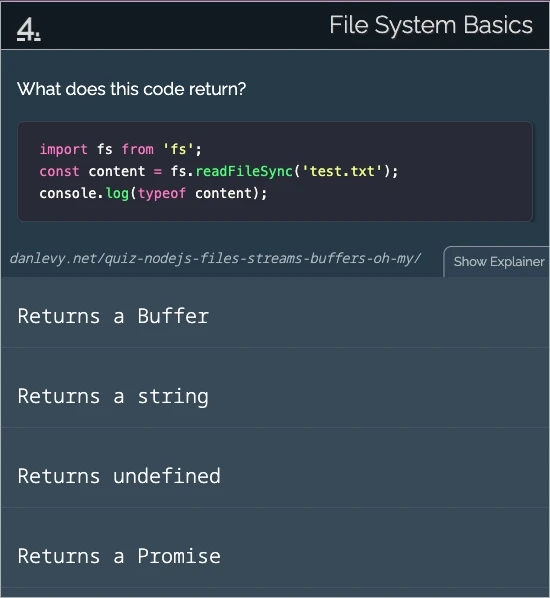 4.
File System Basics
What does this code return?
import fs from 'fs';
const content = fs.readFileSync('test.txt');
console.log(typeof content);
danlevy.net/quiz-nodejs-files-streams-buffers-oh-my/
Show Explainer
Returns a Buffer
Returns a string
Returns undefined
Returns a Promise